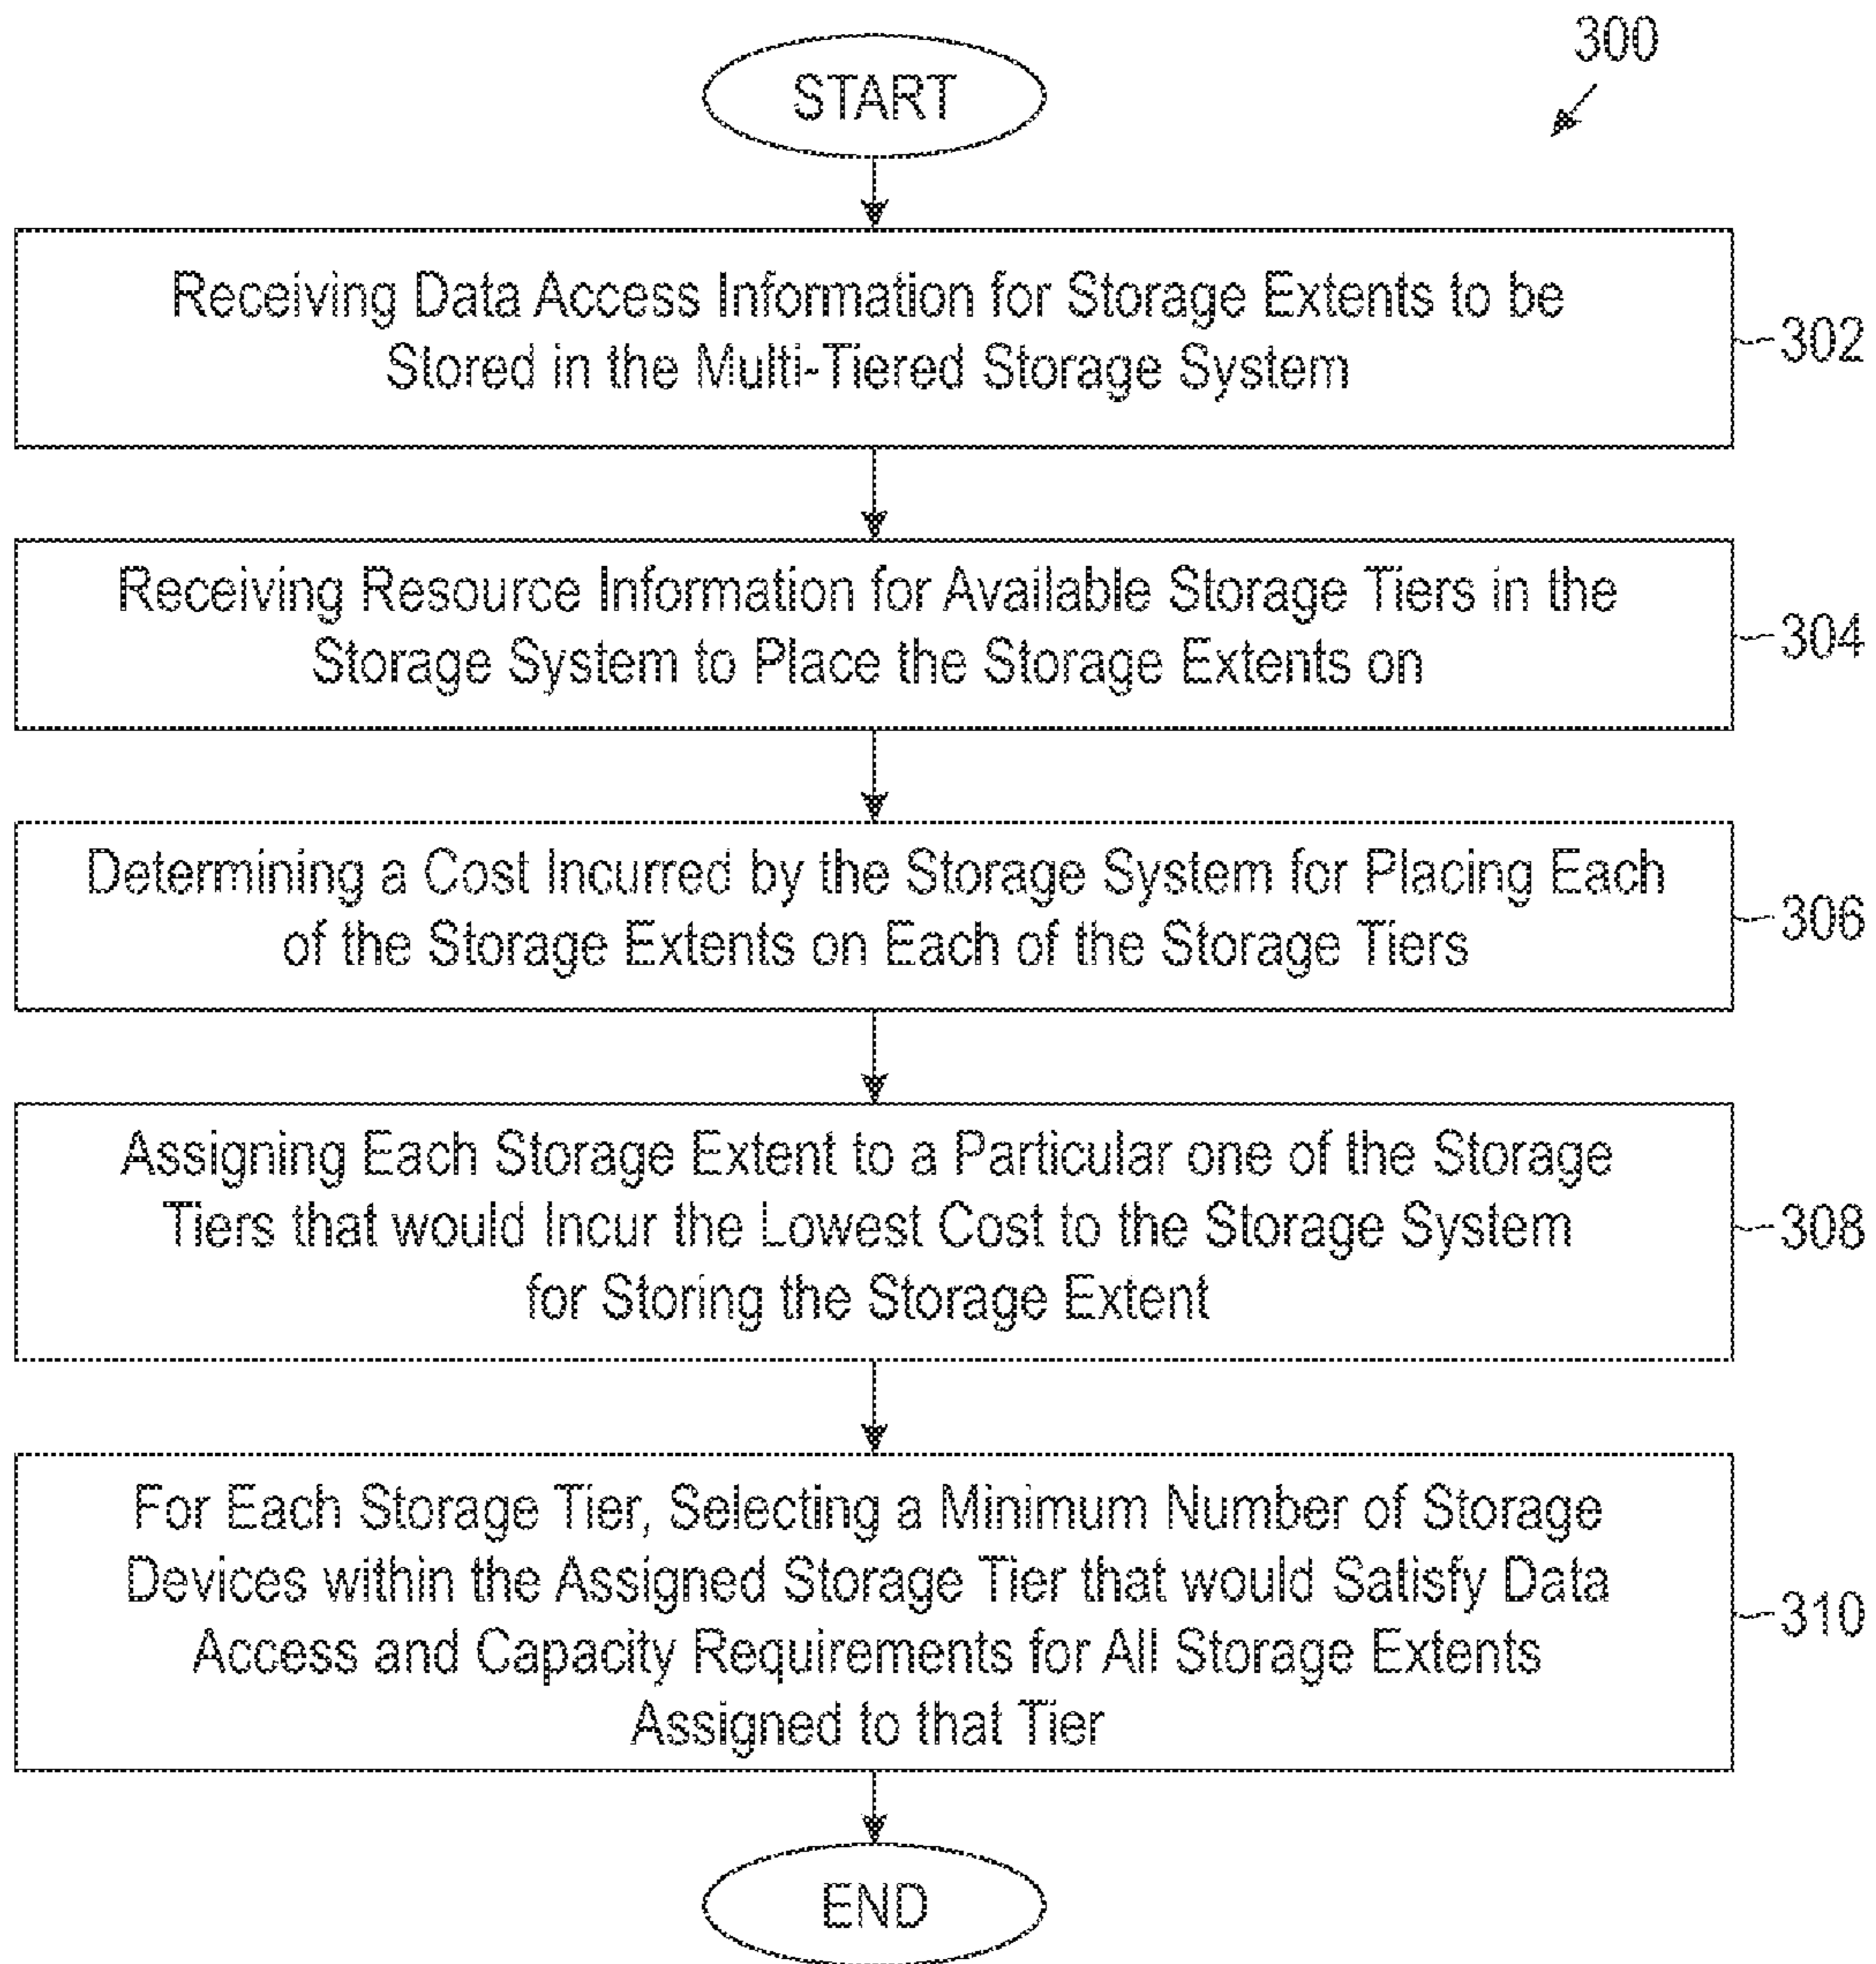 300
START
Receiving Data Access Information for Storage Extents to be
Stored in the Multi-Tiered Storage System
302
Receiving Resource Information for Available Storage Tiers in the
Storage System to Place the Storage Extents on
304
Determining a Cost Incurred by the Storage System for Placing Each
of the Storage Extents on Each of the Storage Tiers
306
Assigning Each Storage Extent to a Particular one of the Storage
Tiers that would Incur the Lowest Cost to the Storage System
for Storing the Storage Extent
308
For Each Storage Tier, Selecting a Minimum Number of Storage
Devices within the Assigned Storage Tier that would Satisfy Data
Access and Capacity Requirements for All Storage Extents
Assigned to that Tier
310
END